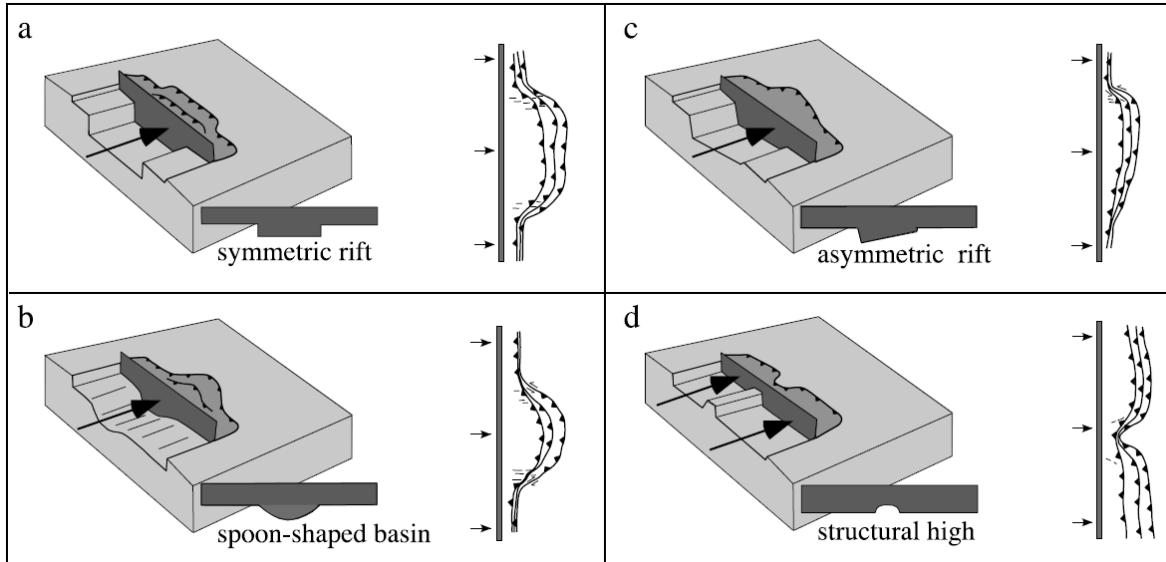 a
symmetric rift
c
asymmetric rift
b
spoon-shaped basin
d
structural high